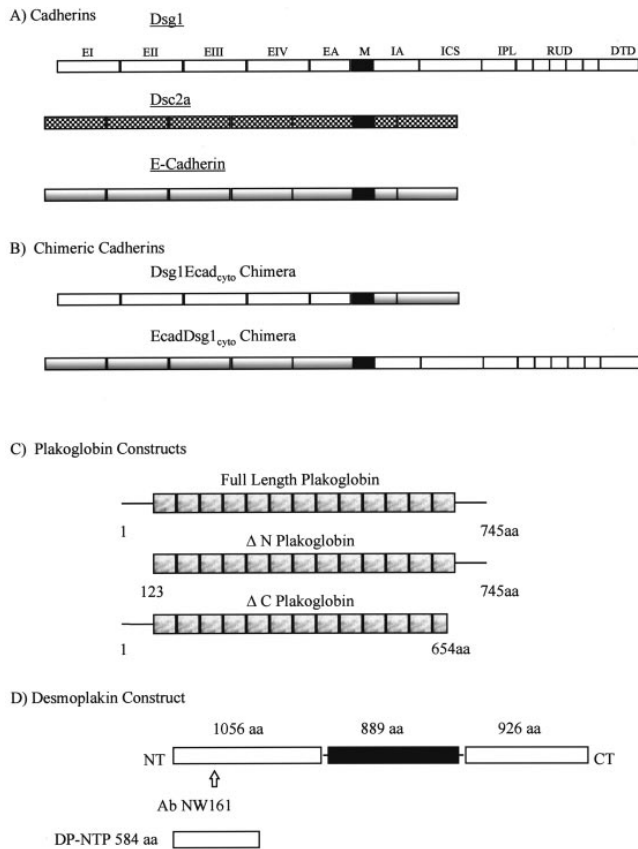 A) Cadherins
Dsg1
EI EII EIII EIV EA M IA ICS IPL RUD DTD
Dsc2a
E-Cadherin
B) Chimeric Cadherins
Dsg1Ecadcyto Chimera
EcadDsg1cyto Chimera
C) Plakoglobin Constructs
Full Length Plakoglobin
1 745aa
Δ N Plakoglobin
123 745aa
Δ C Plakoglobin
1 654aa
D) Desmoplakin Construct
1056 aa 889 aa 926 aa
NT CT
Ab NW161
DP-NTP 584 aa